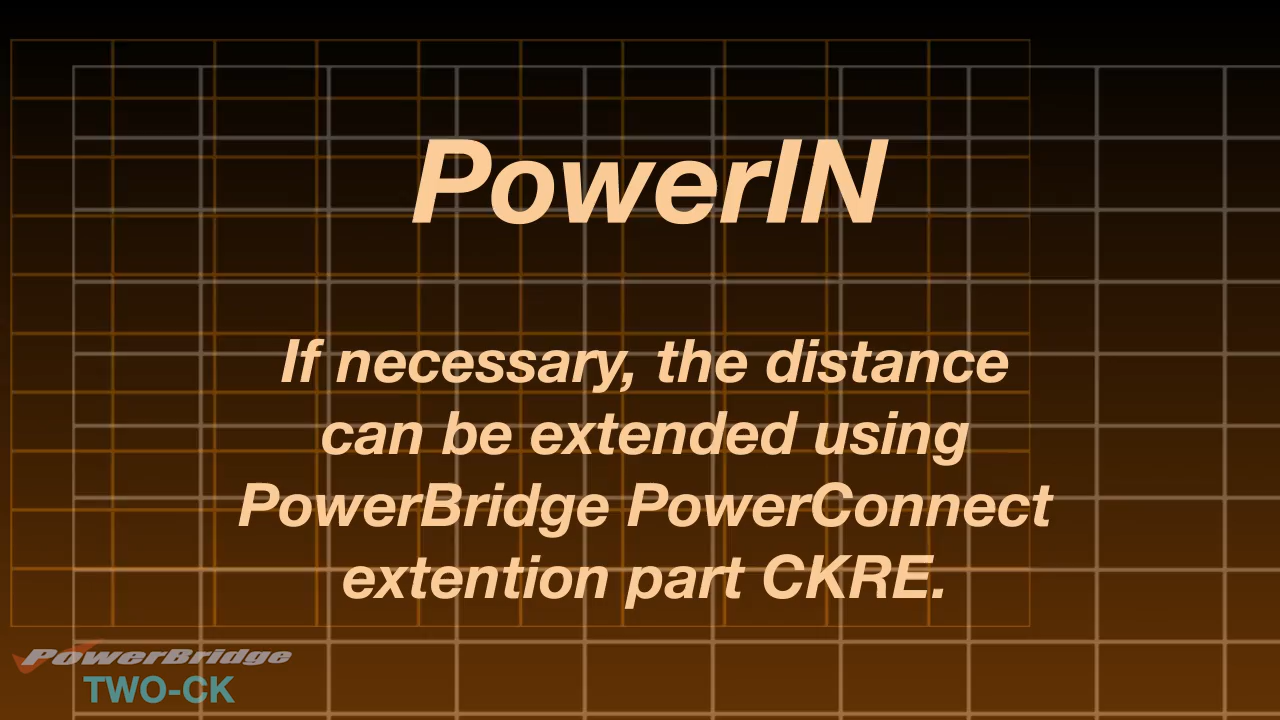 PowerIN
If necessary, the distance
can be extended using
PowerBridge PowerConnect
extention part CKRE.
PowerBridge
TWO-CK